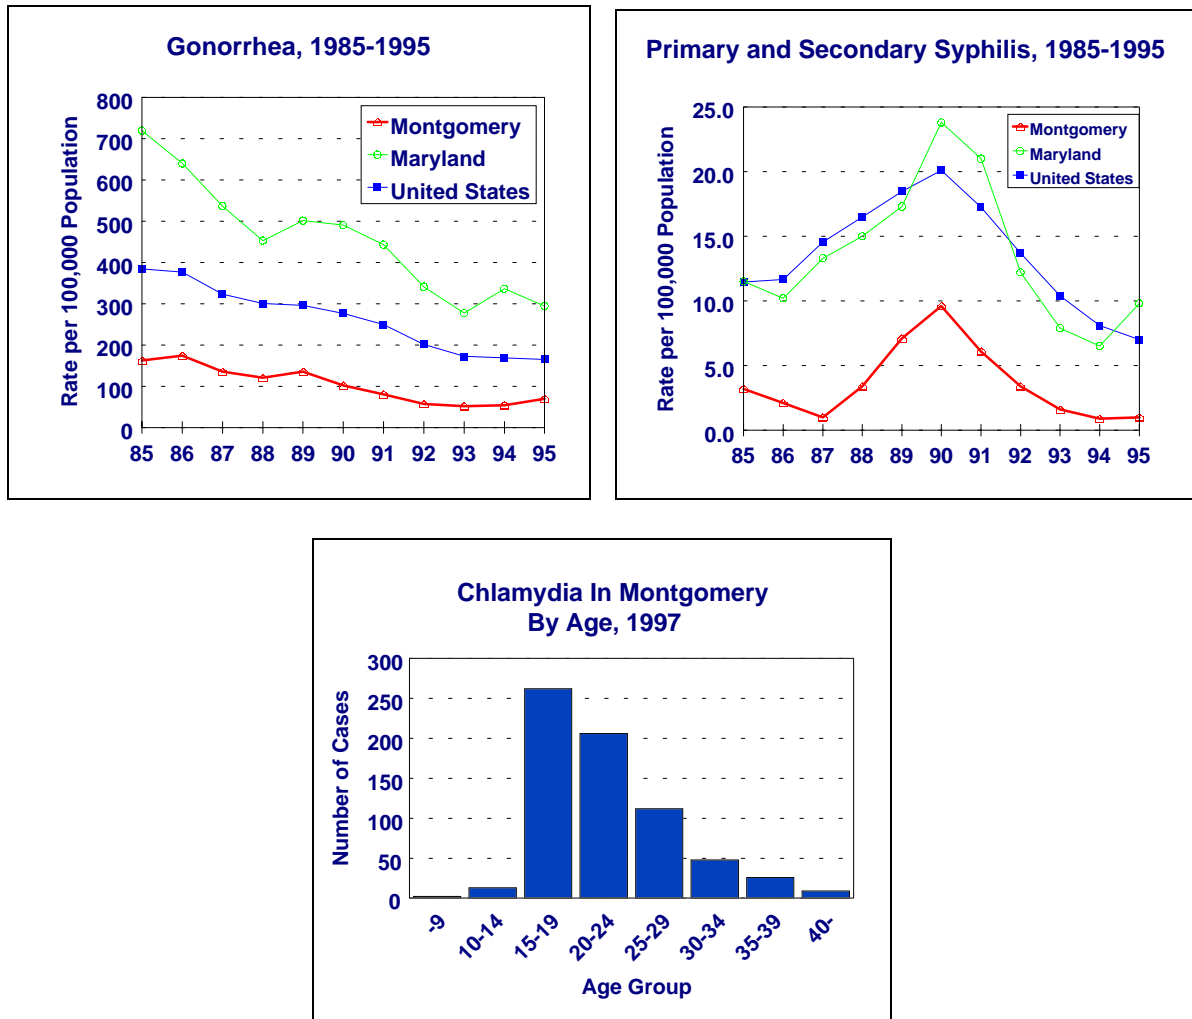 Gonorrhea, 1985-1995
Rate per 100,000 Population
800
700
600
500
400
300
200
100
0
85 86 87 88 89 90 91 92 93 94 95
Montgomery
Maryland
United States
Primary and Secondary Syphilis, 1985-1995
Rate per 100,000 Population
25.0
20.0
15.0
10.0
5.0
0.0
85 86 87 88 89 90 91 92 93 94 95
Montgomery
Maryland
United States
Chlamydia In Montgomery
By Age, 1997
Number of Cases
300
250
200
150
100
50
0
-9 10-14 15-19 20-24 25-29 30-34 35-39 40-
Age Group